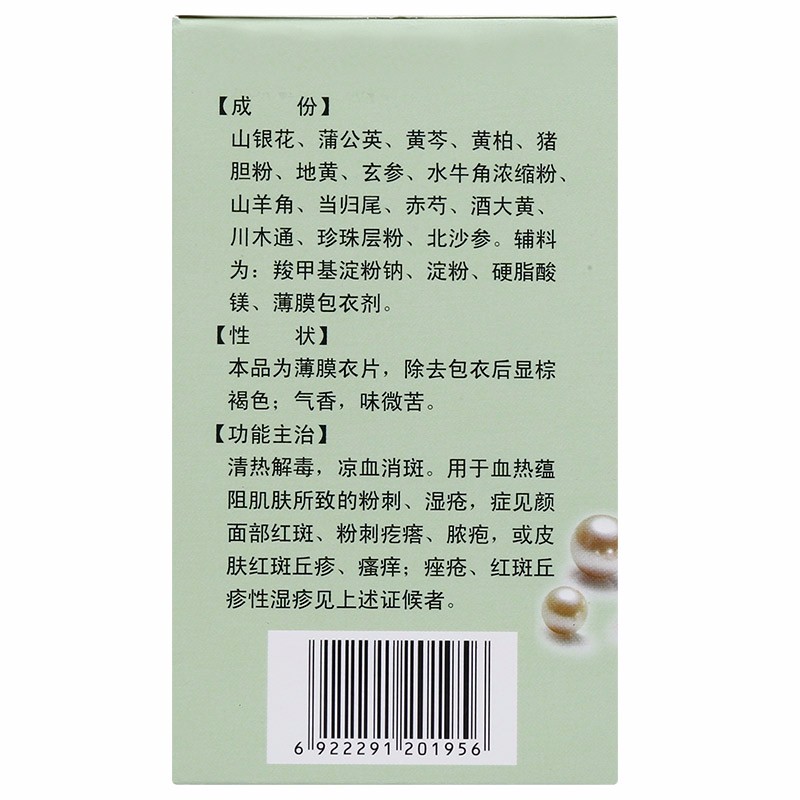 【成　　份】
山银花、蒲公英、黄芩、黄柏、猪
胆粉、地黄、玄参、水牛角浓缩粉、
山羊角、当归尾、赤芍、酒大黄、
川木通、珍珠层粉、北沙参。辅料
为：羧甲基淀粉钠、淀粉、硬脂酸
镁、薄膜包衣剂。
【性　　状】
本品为薄膜衣片，除去包衣后显棕
褐色；气香，味微苦。
【功能主治】
清热解毒，凉血消斑。用于血热蕴
阻肌肤所致的粉刺、湿疮，症见颜
面部红斑、粉刺疙瘩、脓疱，或皮
肤红斑丘疹、瘙痒；痤疮、红斑丘
疹性湿疹见上述证候者。
6 922291 201956